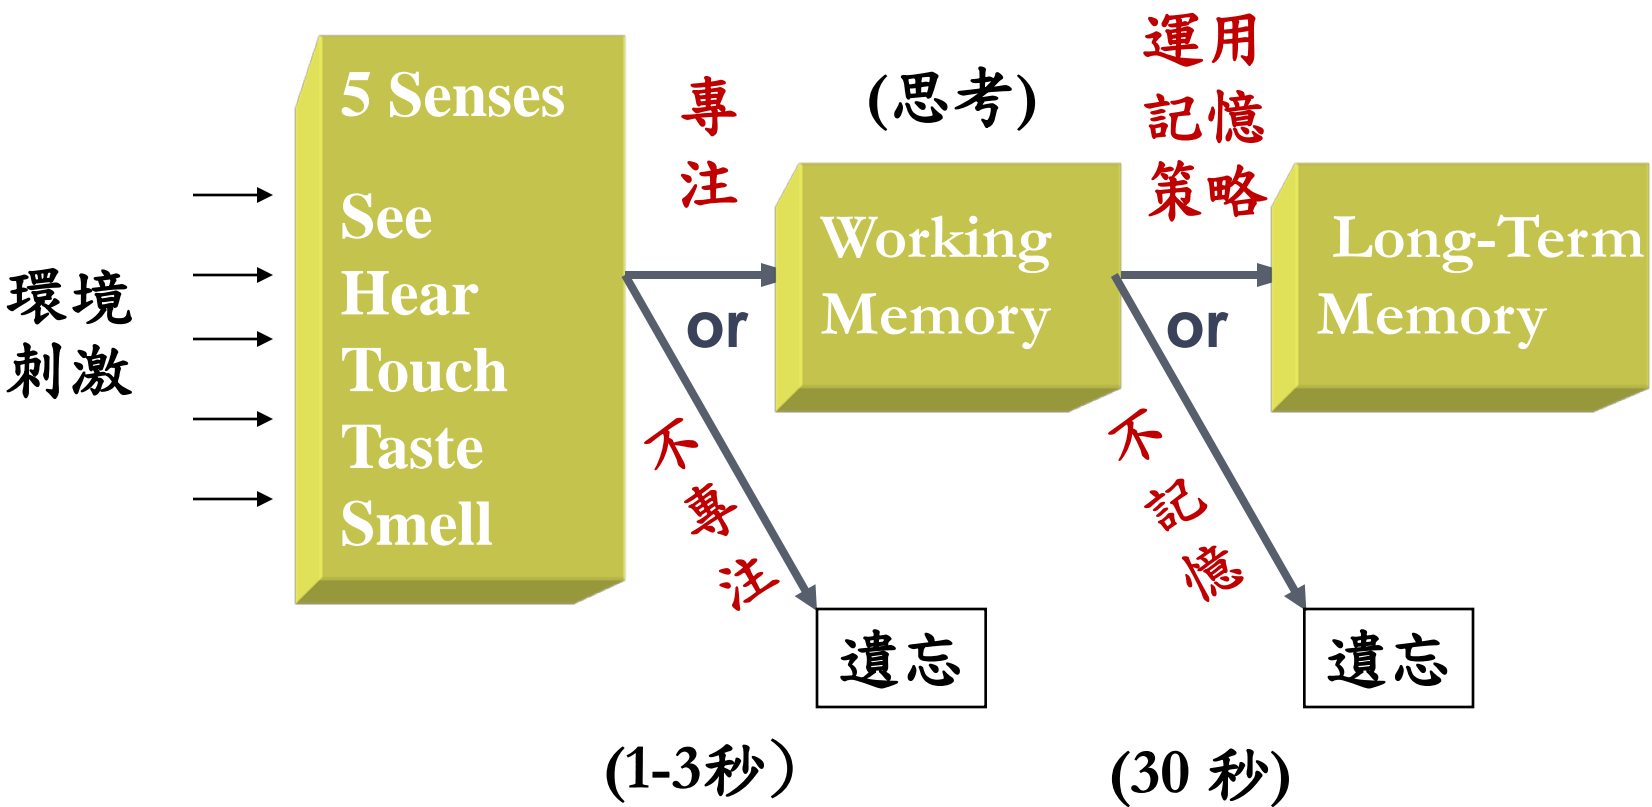 環境
刺激
5 Senses
See
Hear
Touch
Taste
Smell
專
注
or
不
專
注
遺忘
(1-3秒）
(思考)
Working
Memory
運用
記憶
策略
or
不
記
憶
遺忘
(30 秒)
Long-Term
Memory